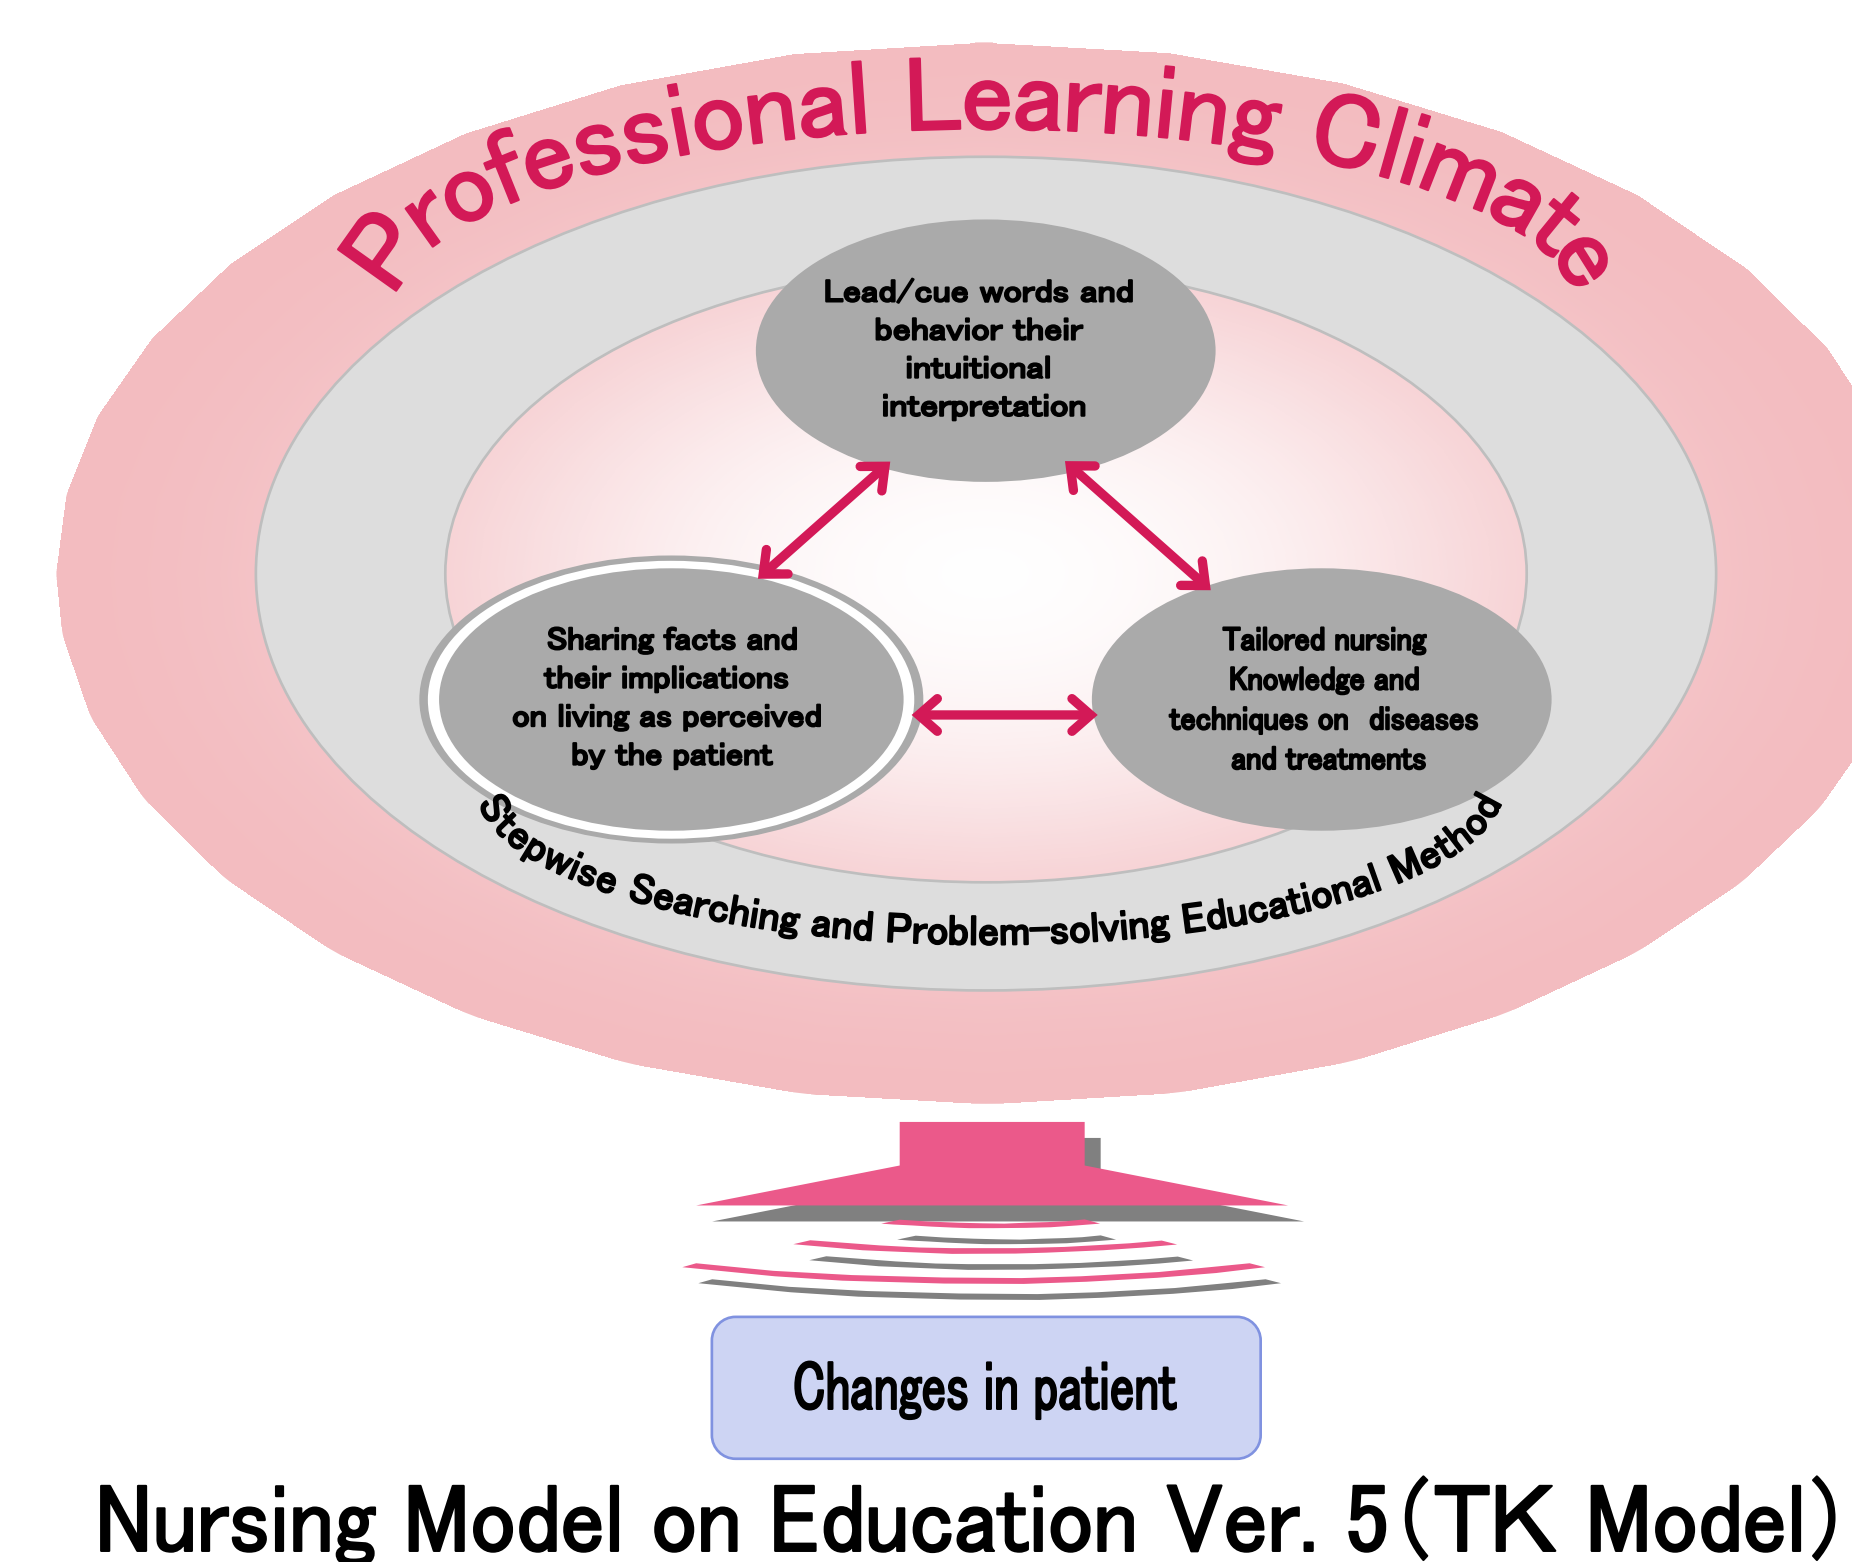 Professional Learning Climate
Lead/cue words and
behavior their
intuitional
interpretation
Sharing facts and
their implications
on living as perceived
by the patient
Tailored nursing
Knowledge and
techniques on diseases
and treatments
Stepwise Searching and Problem-solving Educational Method
Changes in patient
Nursing Model on Education Ver. 5(TK Model)